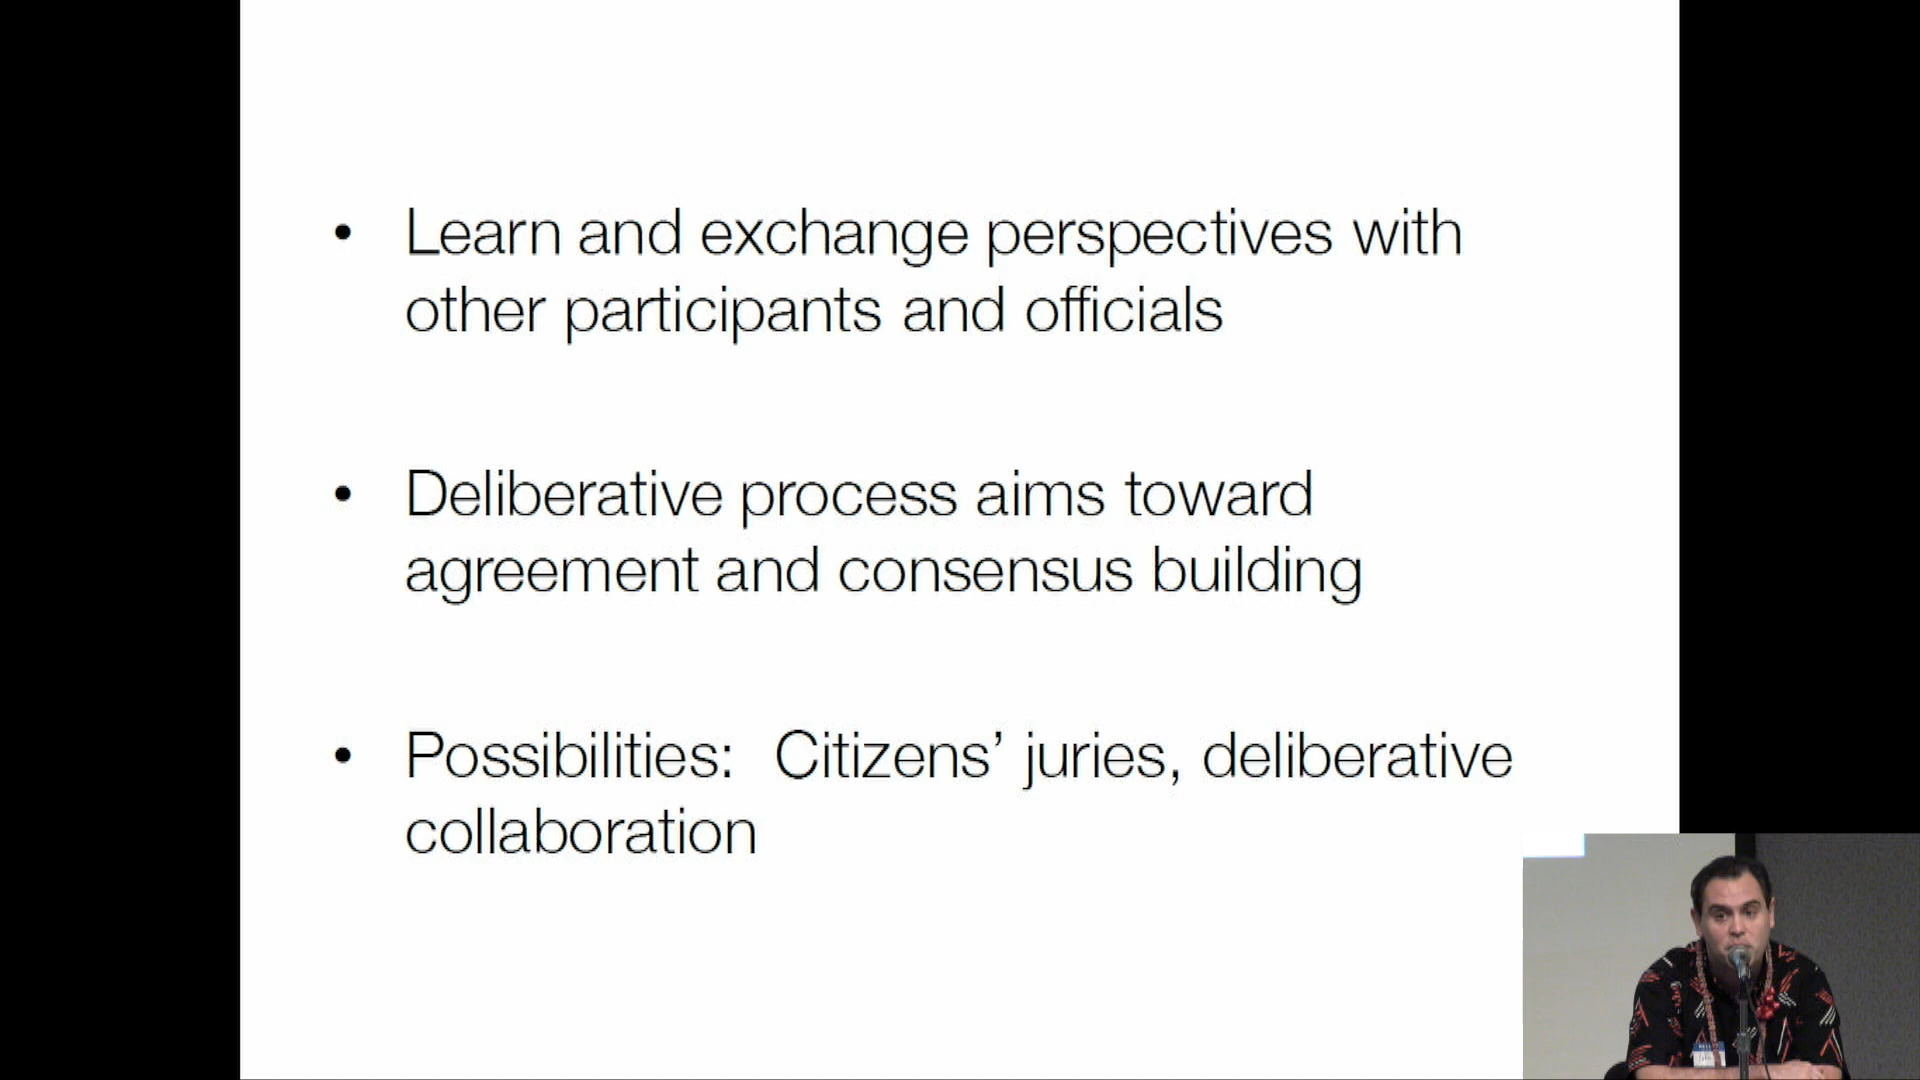 • Learn and exchange perspectives with
other participants and officials
• Deliberative process aims toward
agreement and consensus building
• Possibilities:  Citizens’ juries, deliberative
collaboration